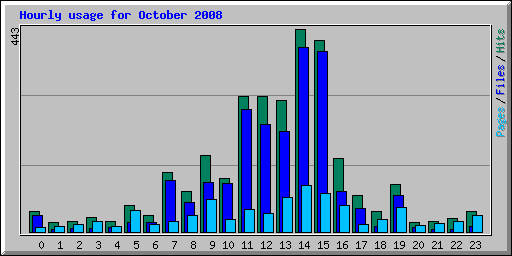 Hourly usage for October 2008
443
Pages / Files / Hits
0 1 2 3 4 5 6 7 8 9 10 11 12 13 14 15 16 17 18 19 20 21 22 23